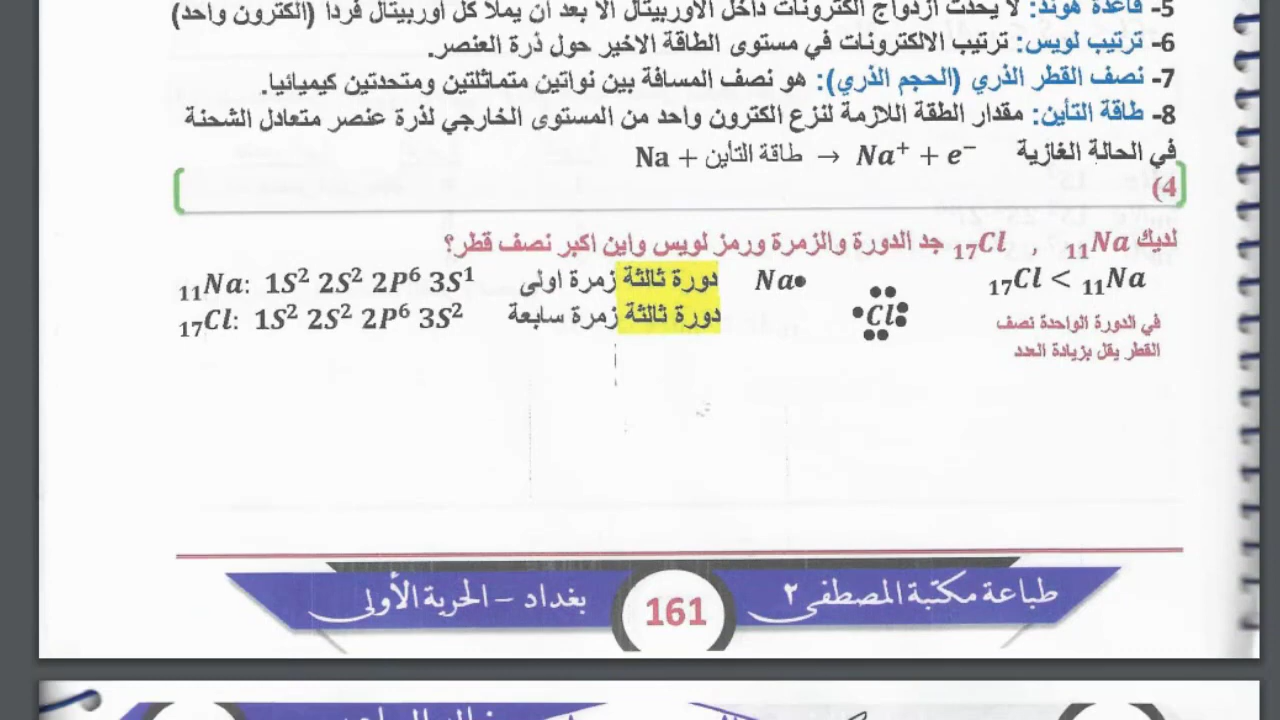 5- قاعدة هوند: لا يحدث ازدواج الكترونات داخل الاوربيتال الا بعد ان يملأ كل اوربيتال فرداً (الكترون واحد)
6- ترتيب لويس: ترتيب الالكترونات في مستوى الطاقة الاخير حول ذرة العنصر.
7- نصف القطر الذري (الحجم الذري): هو نصف المسافة بين نواتين متماثلتين ومتحدتين كيميائيا.
8- طاقة التأين: مقدار الطقة اللازمة لنزع الكترون واحد من المستوى الخارجي لذرة عنصر متعادل الشحنة
في الحالة الغازية Na + طاقة التأين → Na⁺ + e⁻
(4
لديك ₁₁Na , ₁₇Cl جد الدورة والزمرة ورمز لويس واين اكبر نصف قطر؟
₁₁Na: 1S² 2S² 2P⁶ 3S¹ دورة ثالثة زمرة اولى Na• ₁₇Cl < ₁₁Na
₁₇Cl: 1S² 2S² 2P⁶ 3S² دورة ثالثة زمرة سابعة Cl
في الدورة الواحدة نصف
القطر يقل بزيادة العدد
طباعة مكتبة المصطفى ٢ 161 بغداد - الحرية الأولى